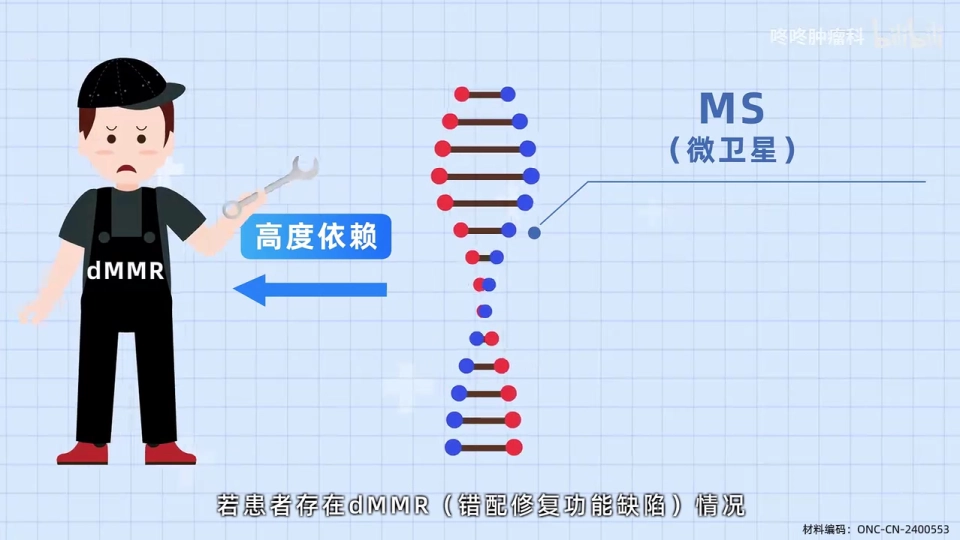 咚咚肿瘤科 bilibili
MS
（微卫星）
高度依赖
dMMR
若患者存在dMMR（错配修复功能缺陷）情况
材料编码：ONC-CN-2400553